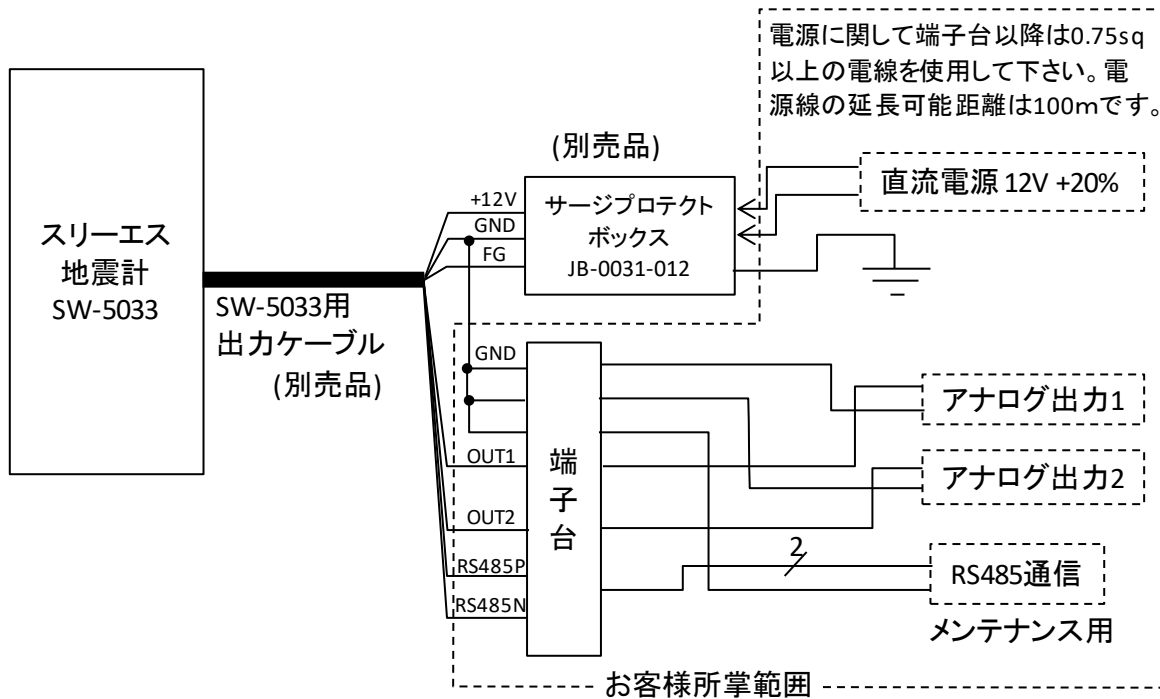 電源に関して端子台以降は0.75sq
以上の電線を使用して下さい。電
源線の延長可能距離は100mです。
(別売品)
直流電源 12V +20%
+12V
GND
FG
サージプロテクト
ボックス
JB-0031-012
スリーエス
地震計
SW-5033
SW-5033用
出力ケーブル
(別売品)
GND
OUT1
OUT2
RS485P
RS485N
端
子
台
アナログ出力1
アナログ出力2
2
RS485通信
メンテナンス用
お客様所掌範囲